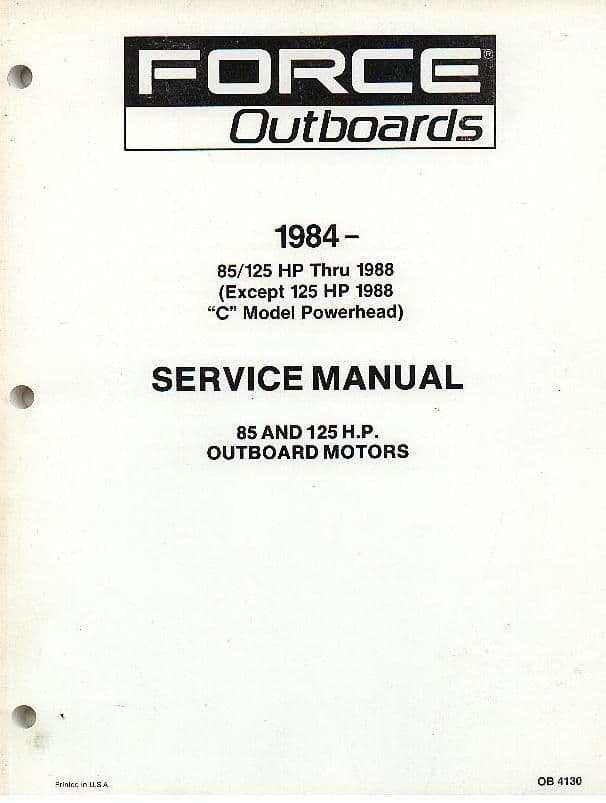 FORCE®
Outboards
1984 –
85/125 HP Thru 1988
(Except 125 HP 1988
“C” Model Powerhead)
SERVICE MANUAL
85 AND 125 H.P.
OUTBOARD MOTORS
Printed in U.S.A.
OB 4130